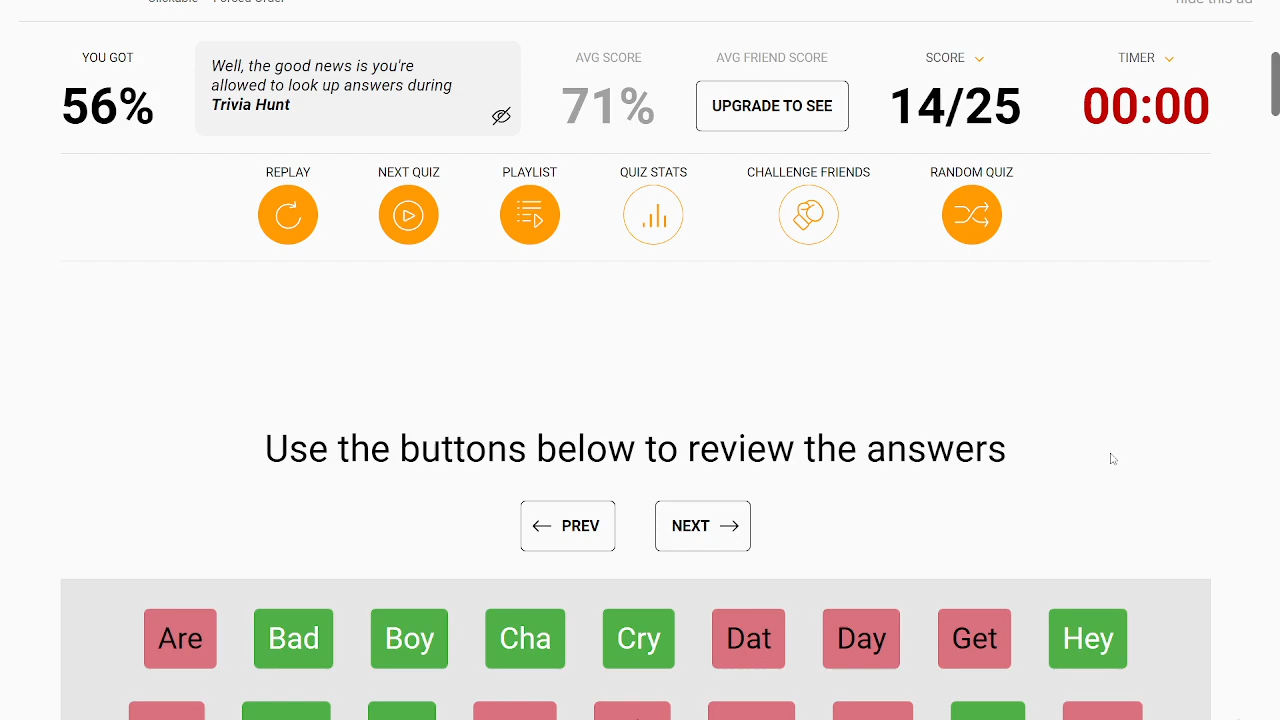 YOU GOT
56%
Well, the good news is you're
allowed to look up answers during
Trivia Hunt
AVG SCORE
71%
AVG FRIEND SCORE
UPGRADE TO SEE
SCORE
14/25
TIMER
00:00
REPLAY
NEXT QUIZ
PLAYLIST
QUIZ STATS
CHALLENGE FRIENDS
RANDOM QUIZ
Use the buttons below to review the answers
PREV
NEXT
Are
Bad
Boy
Cha
Cry
Dat
Day
Get
Hey